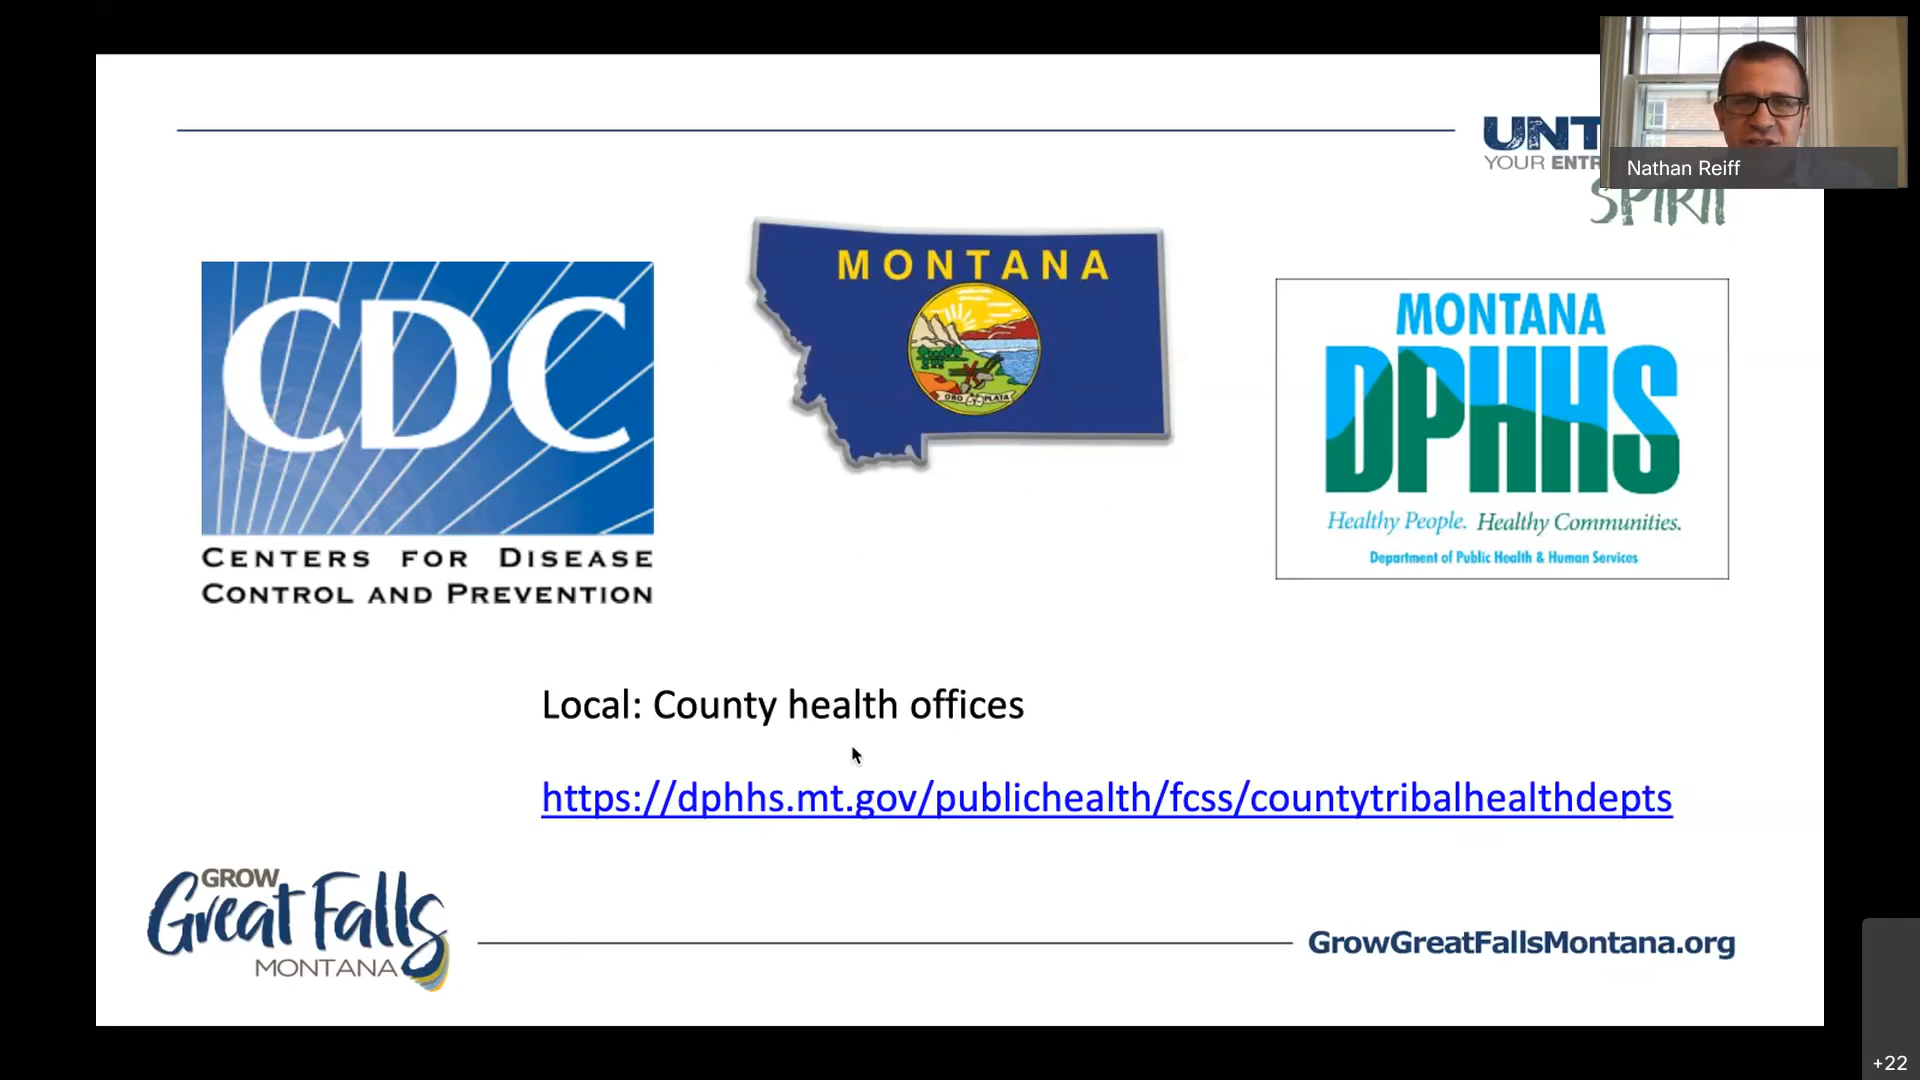 UNT
YOUR ENTR
SPIRIT
Nathan Reiff
CDC
CENTERS FOR DISEASE
CONTROL AND PREVENTION
MONTANA
ORO Y PLATA
MONTANA
DPHHS
Healthy People. Healthy Communities.
Department of Public Health & Human Services
Local: County health offices
https://dphhs.mt.gov/publichealth/fcss/countytribalhealthdepts
GROW
Great Falls
MONTANA
GrowGreatFallsMontana.org
+22